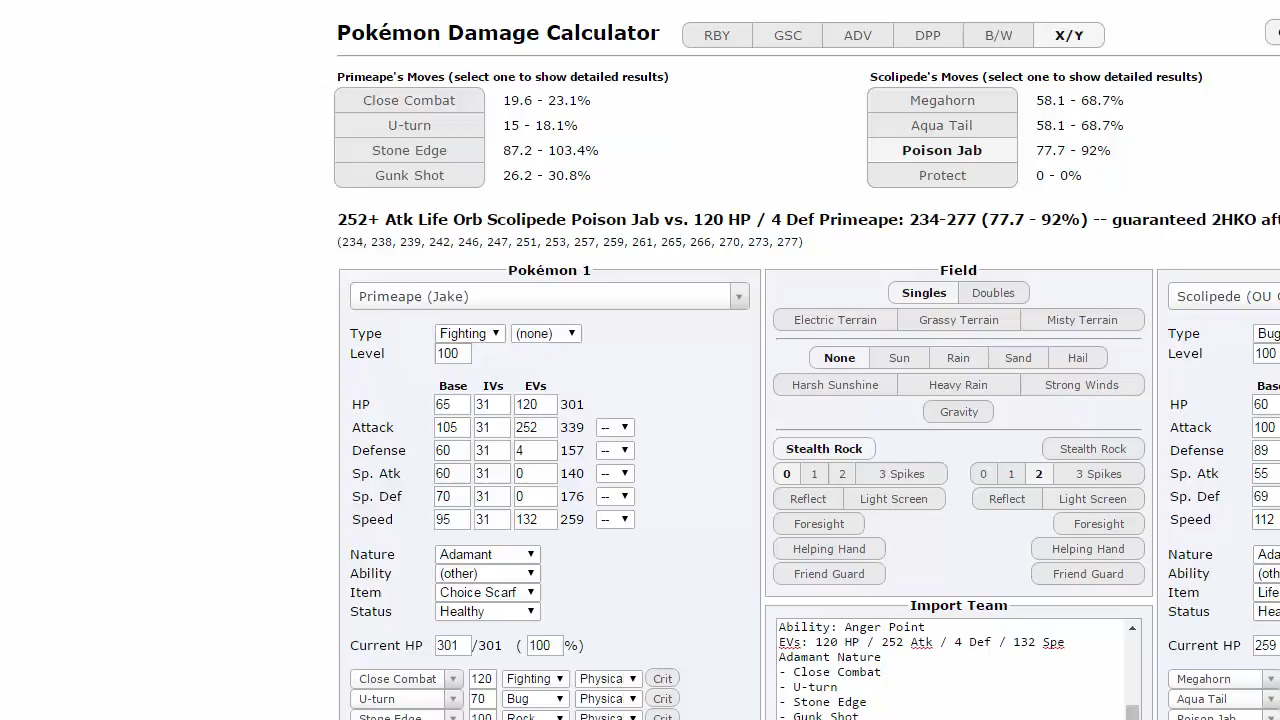 Pokémon Damage Calculator RBY GSC ADV DPP B/W X/Y
Primeape's Moves (select one to show detailed results) Scolipede's Moves (select one to show detailed results)
Close Combat 19.6 - 23.1% Megahorn 58.1 - 68.7%
U-turn 15 - 18.1% Aqua Tail 58.1 - 68.7%
Stone Edge 87.2 - 103.4% Poison Jab 77.7 - 92%
Gunk Shot 26.2 - 30.8% Protect 0 - 0%
252+ Atk Life Orb Scolipede Poison Jab vs. 120 HP / 4 Def Primeape: 234-277 (77.7 - 92%) -- guaranteed 2HKO af
(234, 238, 239, 242, 246, 247, 251, 253, 257, 259, 261, 265, 266, 270, 273, 277)
Pokémon 1
Primeape (Jake)
Type Fighting (none)
Level 100
Base IVs EVs
HP 65 31 120 301
Attack 105 31 252 339 --
Defense 60 31 4 157 --
Sp. Atk 60 31 0 140 --
Sp. Def 70 31 0 176 --
Speed 95 31 132 259 --
Nature Adamant
Ability (other)
Item Choice Scarf
Status Healthy
Current HP 301 /301 ( 100 %)
Close Combat 120 Fighting Physica Crit
U-turn 70 Bug Physica Crit
Stone Edge 100 Rock Physica Crit
Field
Singles Doubles
Electric Terrain Grassy Terrain Misty Terrain
None Sun Rain Sand Hail
Harsh Sunshine Heavy Rain Strong Winds
Gravity
Stealth Rock Stealth Rock
0 1 2 3 Spikes 0 1 2 3 Spikes
Reflect Light Screen Reflect Light Screen
Foresight Foresight
Helping Hand Helping Hand
Friend Guard Friend Guard
Import Team
Ability: Anger Point
EVs: 120 HP / 252 Atk / 4 Def / 132 Spe
Adamant Nature
- Close Combat
- U-turn
- Stone Edge
- Gunk Shot
Scolipede (OU
Type Bug
Level 100
Base
HP 60
Attack 100
Defense 89
Sp. Atk 55
Sp. Def 69
Speed 112
Nature Ada
Ability (oth
Item Life
Status Hea
Current HP 259
Megahorn
Aqua Tail
Poison Jab